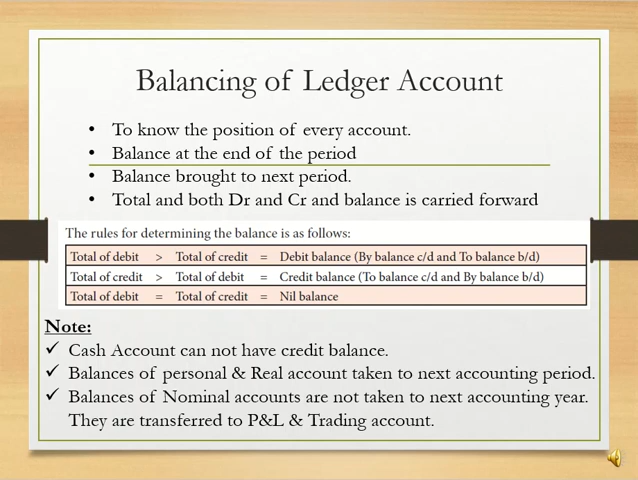 Balancing of Ledger Account
• To know the position of every account.
• Balance at the end of the period
• Balance brought to next period.
• Total and both Dr and Cr and balance is carried forward
The rules for determining the balance is as follows:
Total of debit > Total of credit = Debit balance (By balance c/d and To balance b/d)
Total of credit > Total of debit = Credit balance (To balance c/d and By balance b/d)
Total of debit = Total of credit = Nil balance
Note:
✓ Cash Account can not have credit balance.
✓ Balances of personal & Real account taken to next accounting period.
✓ Balances of Nominal accounts are not taken to next accounting year.
They are transferred to P&L & Trading account.